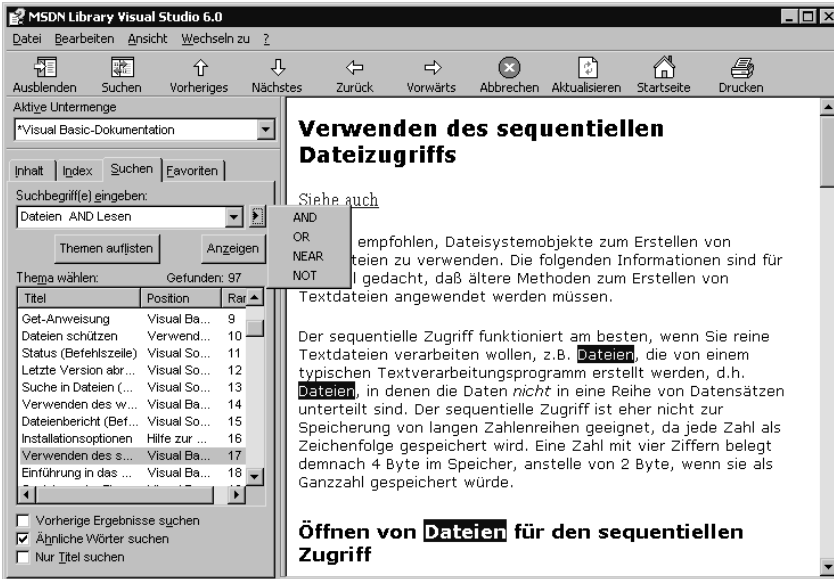 MSDN Library Visual Studio 6.0
Datei Bearbeiten Ansicht Wechseln zu ?
Ausblenden Suchen Vorheriges Nächstes Zurück Vorwärts Abbrechen Aktualisieren Startseite Drucken
Aktive Untermenge
*Visual Basic-Dokumentation
Inhalt Index Suchen Favoriten
Suchbegriff(e) eingeben:
Dateien AND Lesen
AND
OR
NEAR
NOT
Themen auflisten Anzeigen
Thema wählen: Gefunden: 97
Titel Position Ran
Get-Anweisung Visual Ba... 9
Dateien schützen Verwend... 10
Status (Befehlszeile) Visual So... 11
Letzte Version abr... Visual So... 12
Suche in Dateien (... Visual So... 13
Verwenden des w... Visual Ba... 14
Dateienbericht (Bef... Visual So... 15
Installationsoptionen Hilfe zur ... 16
Verwenden des s... Visual Ba... 17
Einführung in das ... Visual Ba... 18
Vorherige Ergebnisse suchen
Ähnliche Wörter suchen
Nur Titel suchen
Verwenden des sequentiellen
Dateizugriffs
Siehe auch
empfohlen, Dateisystemobjekte zum Erstellen von
teien zu verwenden. Die folgenden Informationen sind für
l gedacht, daß ältere Methoden zum Erstellen von
Textdateien angewendet werden müssen.
Der sequentielle Zugriff funktioniert am besten, wenn Sie reine
Textdateien verarbeiten wollen, z.B. Dateien, die von einem
typischen Textverarbeitungsprogramm erstellt werden, d.h.
Dateien, in denen die Daten nicht in eine Reihe von Datensätzen
unterteilt sind. Der sequentielle Zugriff ist eher nicht zur
Speicherung von langen Zahlenreihen geeignet, da jede Zahl als
Zeichenfolge gespeichert wird. Eine Zahl mit vier Ziffern belegt
demnach 4 Byte im Speicher, anstelle von 2 Byte, wenn sie als
Ganzzahl gespeichert würde.
Öffnen von Dateien für den sequentiellen
Zugriff